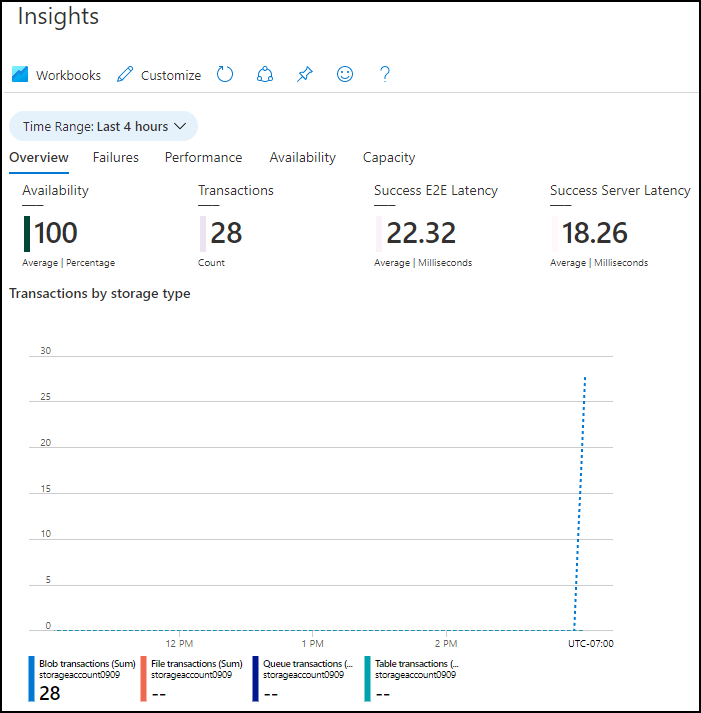 Insights
Workbooks Customize
Time Range: Last 4 hours
Overview Failures Performance Availability Capacity
Availability Transactions Success E2E Latency Success Server Latency
100 28 22.32 18.26
Average | Percentage Count Average | Milliseconds Average | Milliseconds
Transactions by storage type
30
25
20
15
10
5
0
12 PM 1 PM 2 PM UTC-07:00
Blob transactions (Sum) File transactions (Sum) Queue transactions (... Table transactions (...
storageaccount0909 storageaccount0909 storageaccount0909 storageaccount0909
28 -- -- --